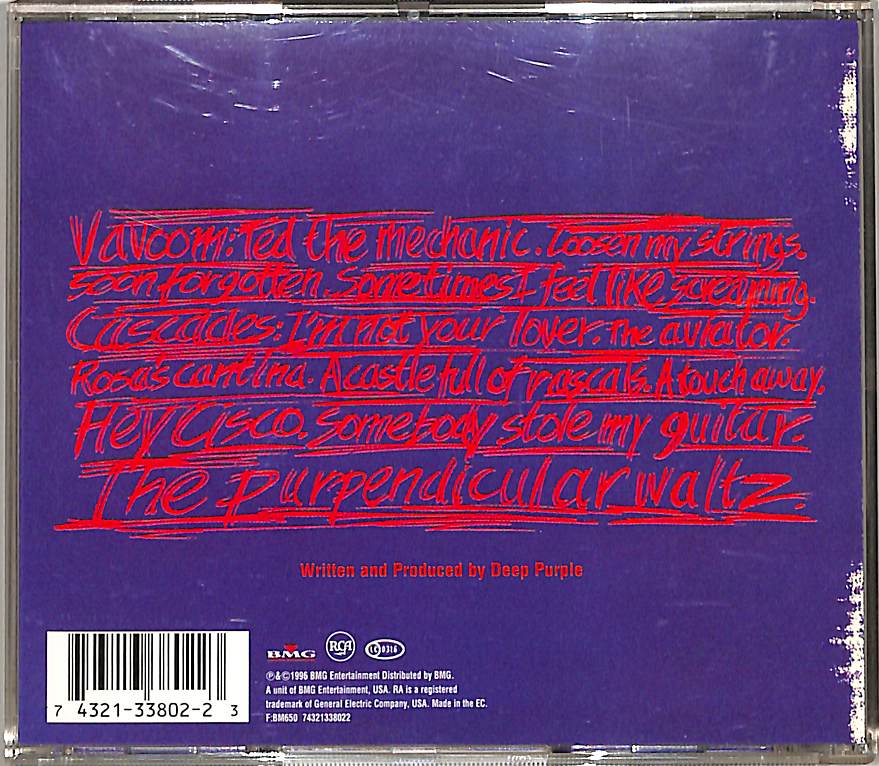 Vavoom: Ted the mechanic. Loosen my strings.
Soon forgotten. Sometimes I feel like screaming.
Cascades: I'm not your lover. The aviator.
Rosa's cantina. A castle full of rascals. A touch away.
Hey Cisco. Somebody stole my guitar.
The purpendicular waltz.
Written and Produced by Deep Purple
BMG RCA LC 0316
℗&©1996 BMG Entertainment Distributed by BMG.
A unit of BMG Entertainment, USA. RA is a registered
trademark of General Electric Company, USA. Made in the EC.
F:BM650 74321338022
7 4321-33802-2 3